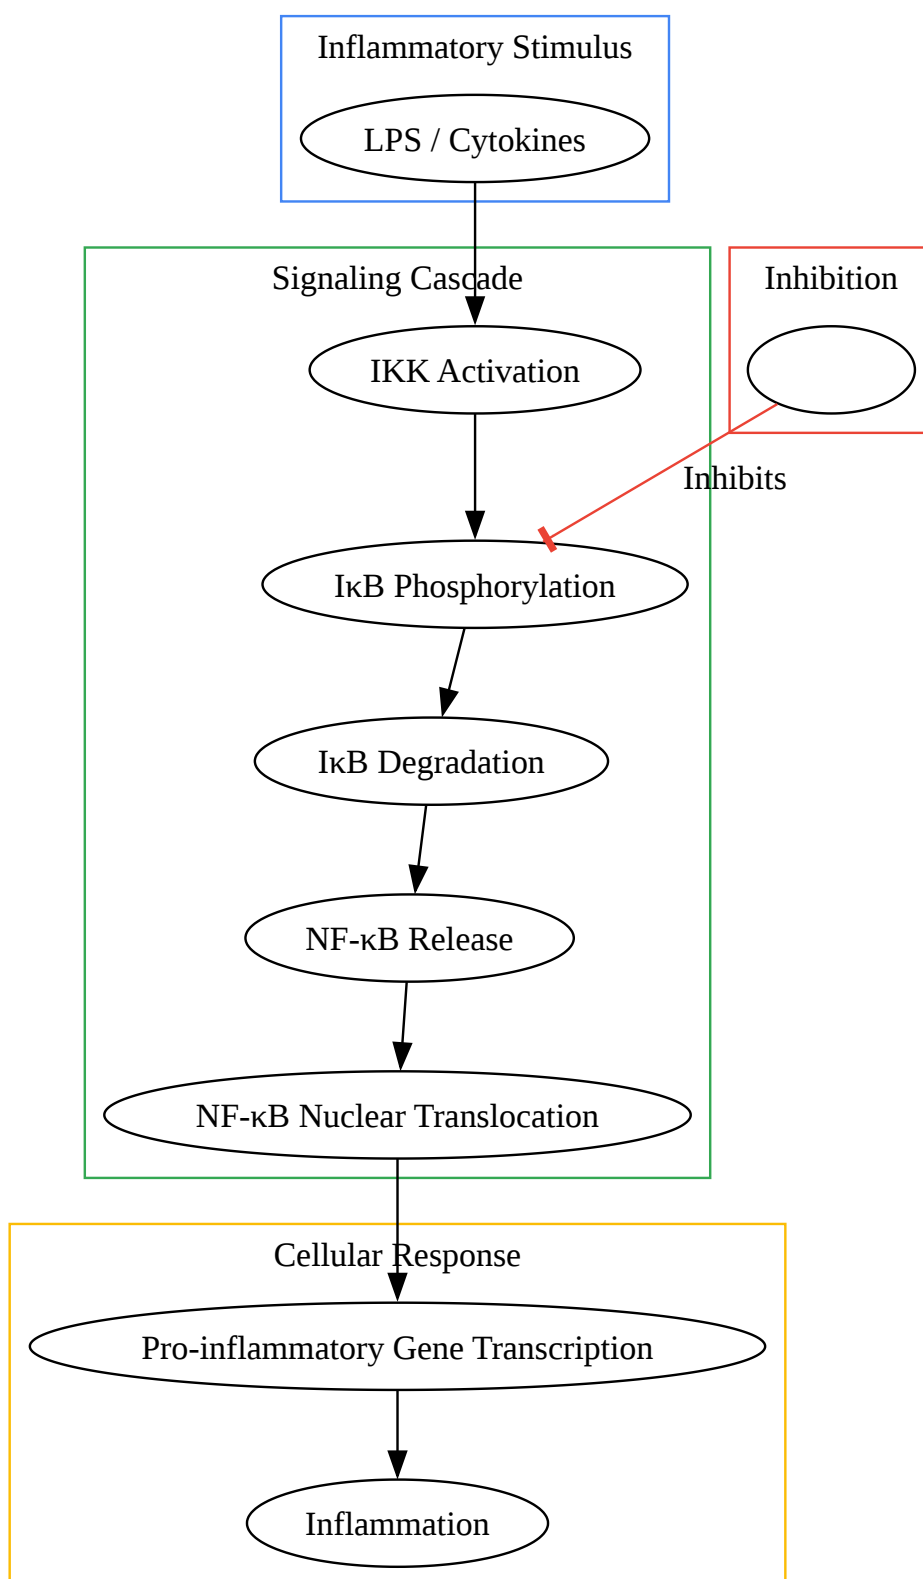 Inflammatory Stimulus
LPS / Cytokines
Signaling Cascade
Inhibition
IKK Activation
Inhibits
IκB Phosphorylation
IκB Degradation
NF-κB Release
NF-κB Nuclear Translocation
Cellular Response
Pro-inflammatory Gene Transcription
Inflammation